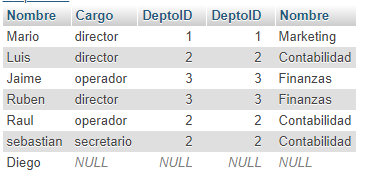 Nombre Cargo DeptoID DeptoID Nombre
Mario director 1 1 Marketing
Luis director 2 2 Contabilidad
Jaime operador 3 3 Finanzas
Ruben director 3 3 Finanzas
Raul operador 2 2 Contabilidad
sebastian secretario 2 2 Contabilidad
Diego NULL NULL NULL NULL